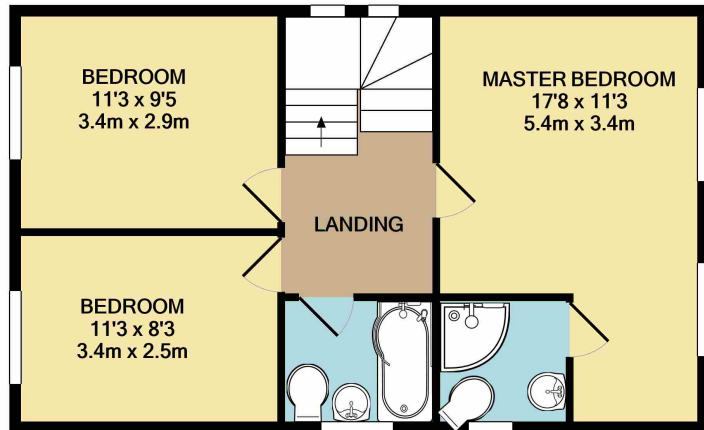 BEDROOM
11'3 x 9'5
3.4m x 2.9m
MASTER BEDROOM
17'8 x 11'3
5.4m x 3.4m
LANDING
BEDROOM
11'3 x 8'3
3.4m x 2.5m